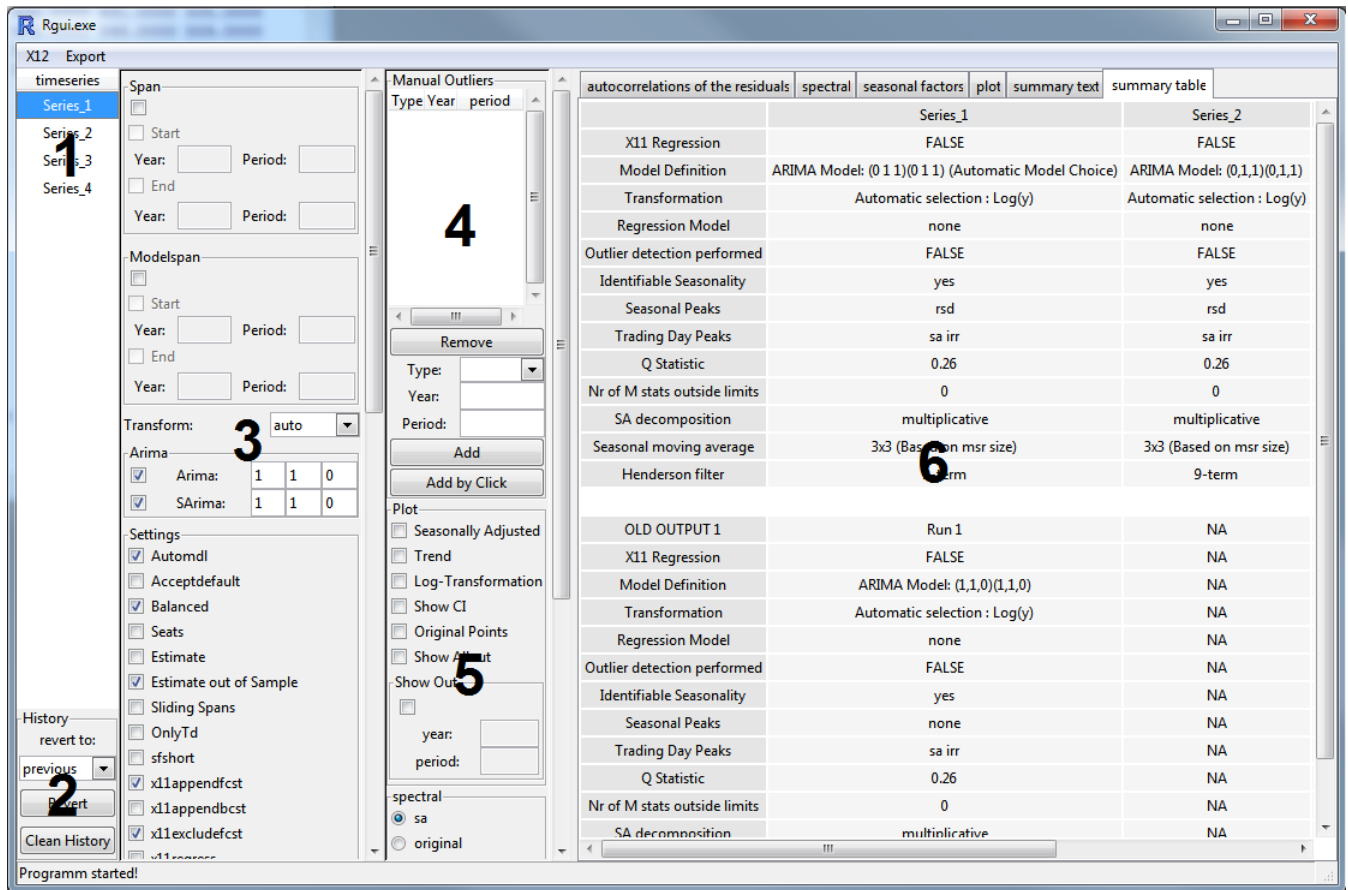 Rgui.exe
X12 Export
timeseries
Series_1
Series_2
Series_3
Series_4
1
History
revert to:
previous
2
Revert
Clean History
Span
Start
Year: Period:
End
Year: Period:
Modelspan
Start
Year: Period:
End
Year: Period:
Transform: auto
3
Arima
Arima: 1 1 0
SArima: 1 1 0
Settings
Automdl
Acceptdefault
Balanced
Seats
Estimate
Estimate out of Sample
Sliding Spans
OnlyTd
sfshort
x11appendfcst
x11appendbcst
x11excludefcst
x11regress
Manual Outliers
Type Year period
4
Remove
Type:
Year:
Period:
Add
Add by Click
Plot
Seasonally Adjusted
Trend
Log-Transformation
Show CI
Original Points
Show Allout
5
Show Out
year:
period:
spectral
sa
original
autocorrelations of the residuals spectral seasonal factors plot summary text summary table
Series_1 Series_2
X11 Regression FALSE FALSE
Model Definition ARIMA Model: (0 1 1)(0 1 1) (Automatic Model Choice) ARIMA Model: (0,1,1)(0,1,1)
Transformation Automatic selection : Log(y) Automatic selection : Log(y)
Regression Model none none
Outlier detection performed FALSE FALSE
Identifiable Seasonality yes yes
Seasonal Peaks rsd rsd
Trading Day Peaks sa irr sa irr
Q Statistic 0.26 0.26
Nr of M stats outside limits 0 0
SA decomposition multiplicative multiplicative
Seasonal moving average 3x3 (Based on msr size) 3x3 (Based on msr size)
6
Henderson filter -term 9-term
OLD OUTPUT 1 Run 1 NA
X11 Regression FALSE NA
Model Definition ARIMA Model: (1,1,0)(1,1,0) NA
Transformation Automatic selection : Log(y) NA
Regression Model none NA
Outlier detection performed FALSE NA
Identifiable Seasonality yes NA
Seasonal Peaks none NA
Trading Day Peaks sa irr NA
Q Statistic 0.26 NA
Nr of M stats outside limits 0 NA
SA decomposition multiplicative NA
Programm started!